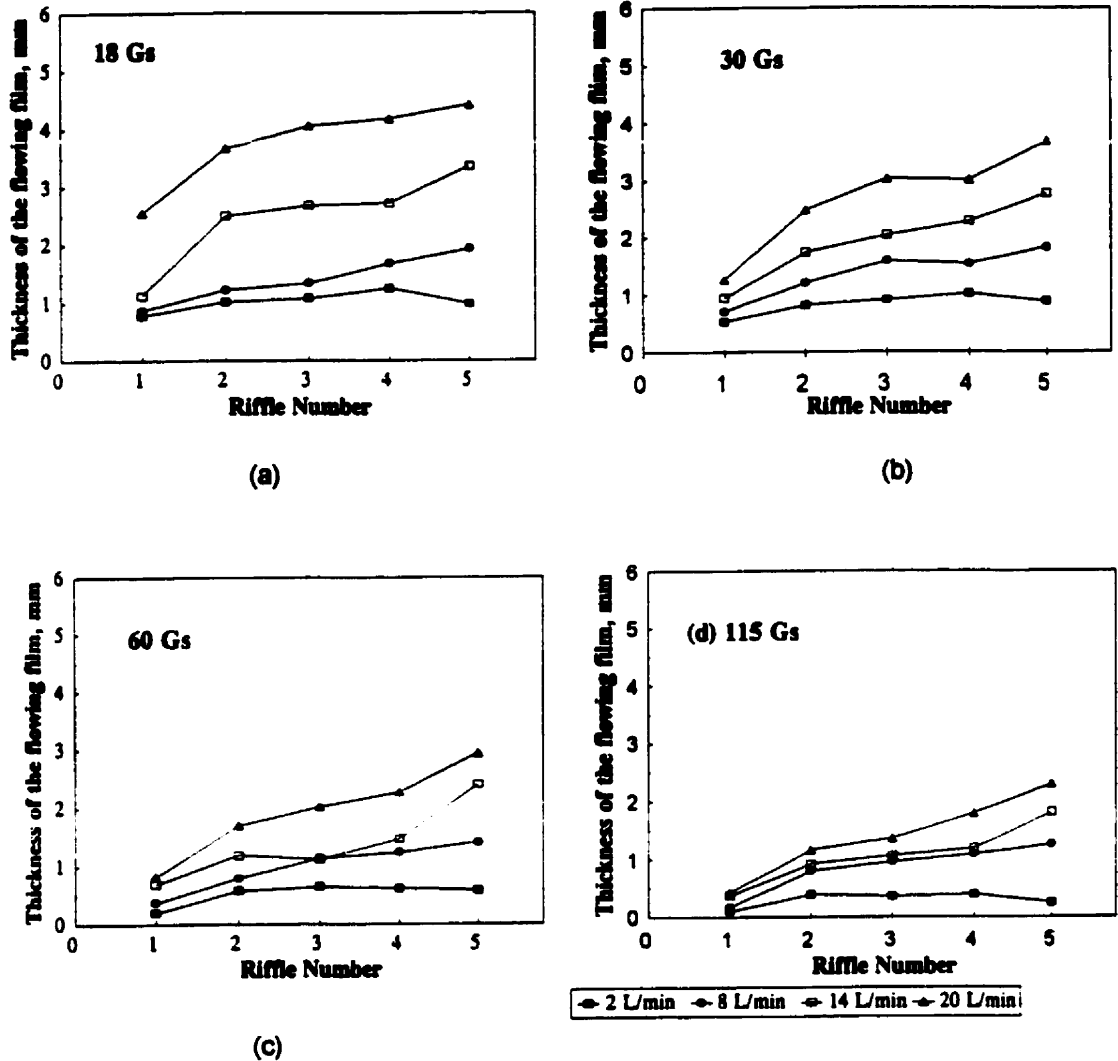 Thickness of the flowing film, mm
6
5
4
3
2
1
0
18 Gs
0 1 2 3 4 5
Riffle Number
(a)
Thickness of the flowing film, mm
6
5
4
3
2
1
0
30 Gs
0 1 2 3 4 5
Riffle Number
(b)
Thickness of the flowing film, mm
6
5
4
3
2
1
0
60 Gs
0 1 2 3 4 5
Riffle Number
(c)
Thickness of the flowing film, mm
6
5
4
3
2
1
0
(d) 115 Gs
0 1 2 3 4 5
Riffle Number
2 L/min 8 L/min 14 L/min 20 L/min